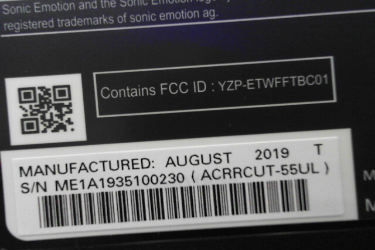 Sonic Emotion and the Sonic Emotion
registered trademarks of sonic emotion ag.
Contains FCC ID : YZP-ETWFFTBC01
MANUFACTURED: AUGUST 2019 T
S/N ME1A1935100230 ( ACRRCUT-55UL )
M